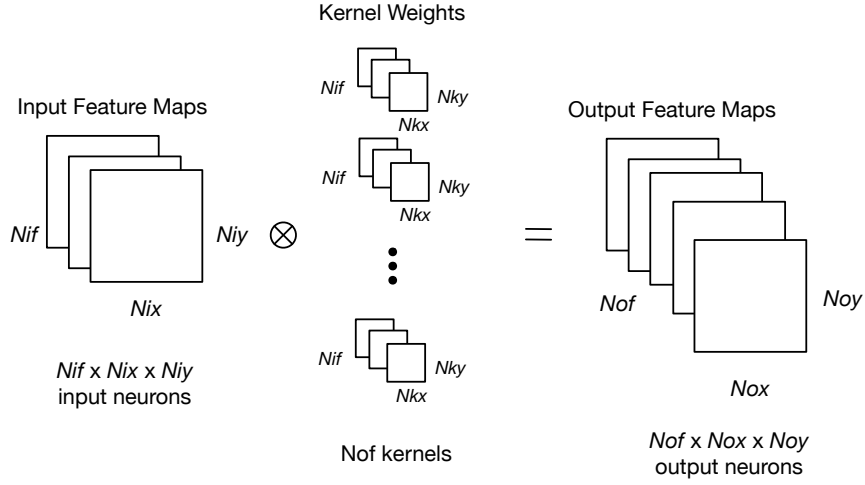 Kernel Weights
Nif
Nky
Nkx
Input Feature Maps
Output Feature Maps
Nif
Nky
Nkx
Nif
Niy
=
Nix
Nof
Noy
Nif
Nky
Nkx
Nif x Nix x Niy
input neurons
Nox
Nof kernels
Nof x Nox x Noy
output neurons